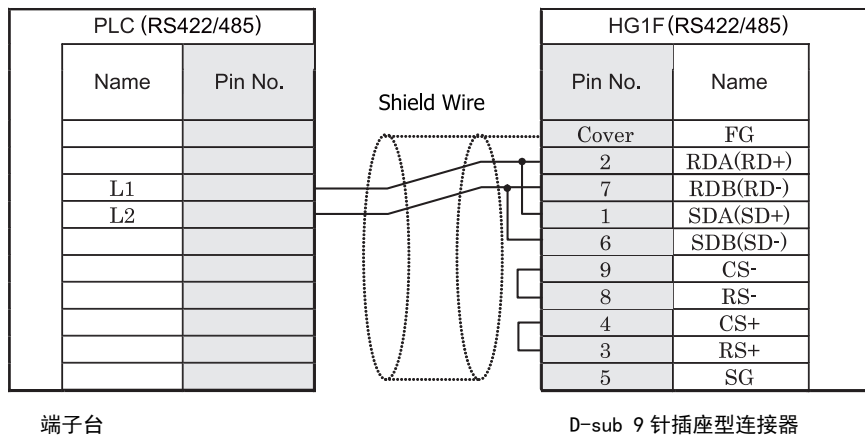 PLC (RS422/485)
HG1F(RS422/485)
Name Pin No.
Pin No. Name
Shield Wire
Cover FG
2 RDA(RD+)
L1
7 RDB(RD-)
L2
1 SDA(SD+)
6 SDB(SD-)
9 CS-
8 RS-
4 CS+
3 RS+
5 SG
端子台
D-sub 9 针插座型连接器